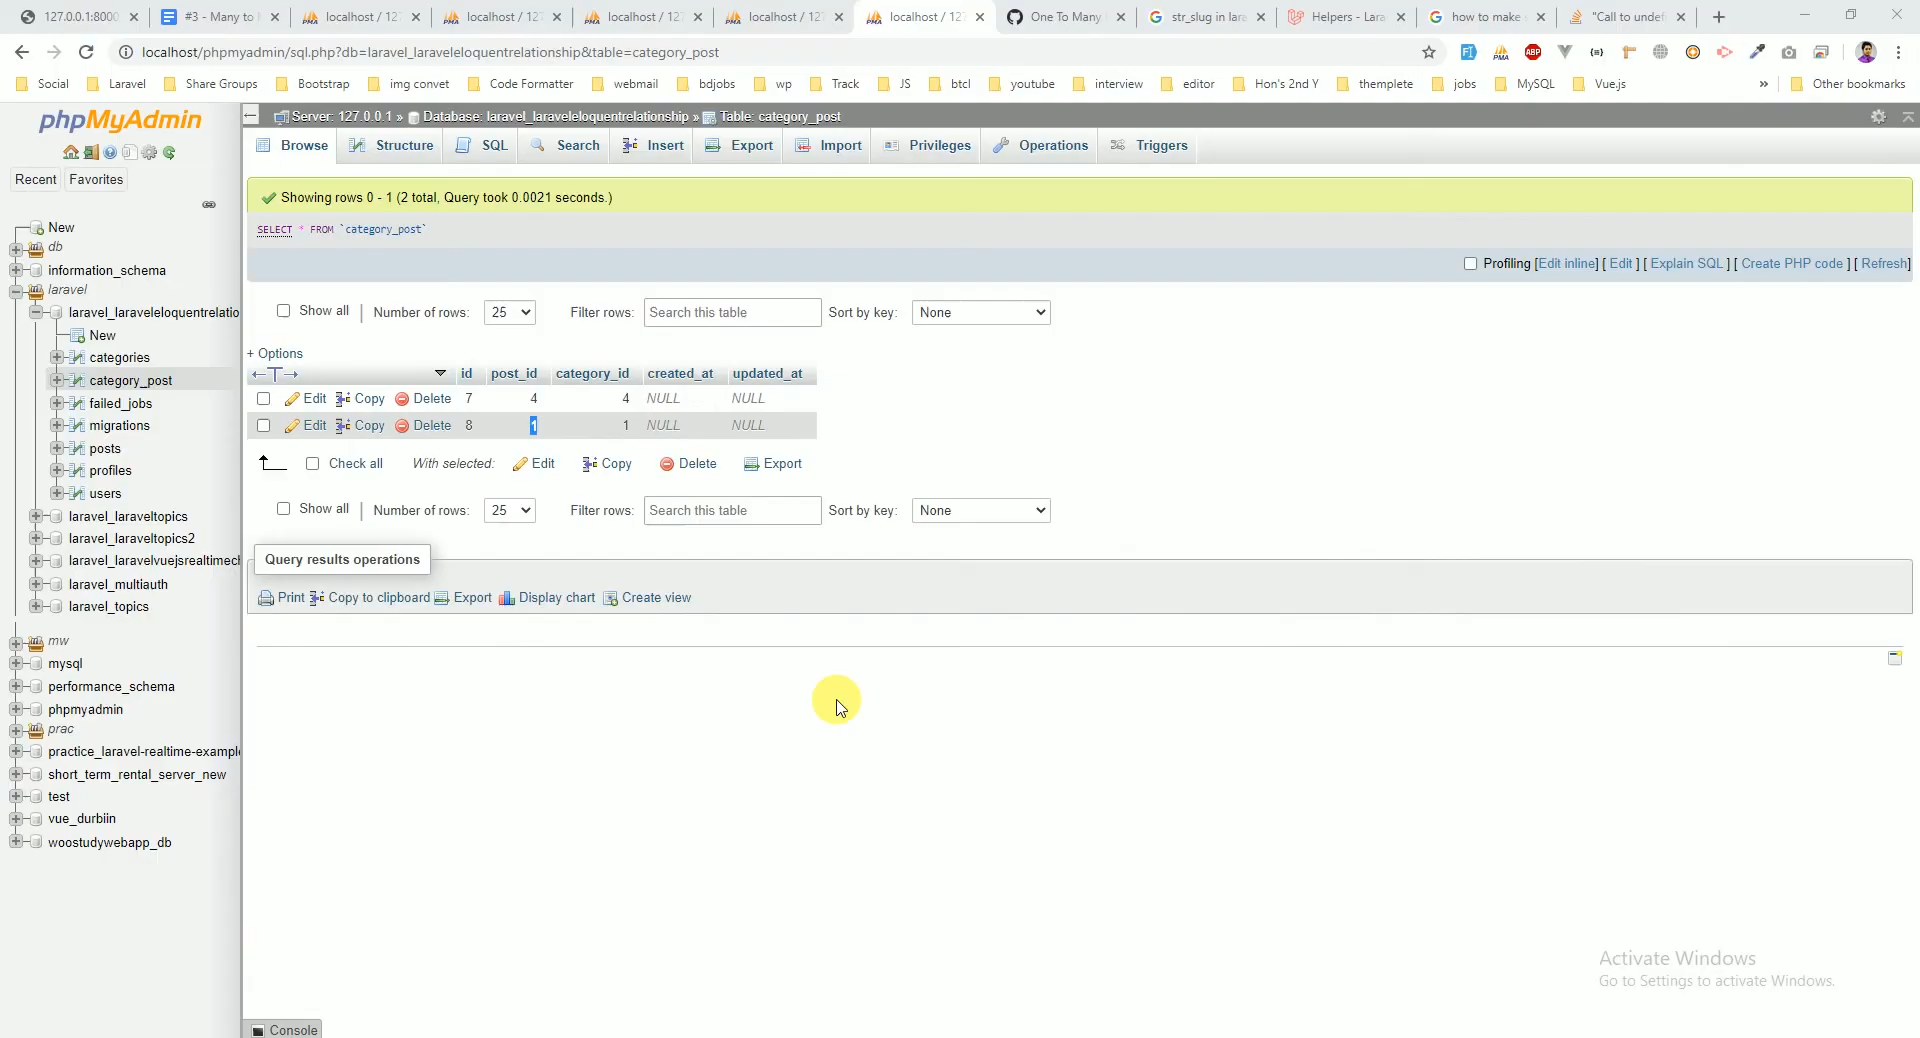 127.0.0.1:8000
#3 - Many to
localhost / 127
localhost / 127
localhost / 127
localhost / 127
localhost / 127
One To Many
str_slug in lara
Helpers - Lara
how to make
"Call to undef
localhost/phpmyadmin/sql.php?db=laravel_laraveleloquentrelationship&table=category_post
Social
Laravel
Share Groups
Bootstrap
img convet
Code Formatter
webmail
bdjobs
wp
Track
JS
btcl
youtube
interview
editor
Hon's 2nd Y
themplete
jobs
MySQL
Vue.js
»
Other bookmarks
phpMyAdmin
Recent
Favorites
New
db
information_schema
laravel
laravel_laraveleloquentrelatio
New
categories
category_post
failed_jobs
migrations
posts
profiles
users
laravel_laraveltopics
laravel_laraveltopics2
laravel_laravelvuejsrealtimech
laravel_multiauth
laravel_topics
mw
mysql
performance_schema
phpmyadmin
prac
practice_laravel-realtime-example
short_term_rental_server_new
test
vue_durbiin
woostudywebapp_db
Server: 127.0.0.1 » Database: laravel_laraveleloquentrelationship » Table: category_post
Browse Structure SQL Search Insert Export Import Privileges Operations Triggers
Showing rows 0 - 1 (2 total, Query took 0.0021 seconds.)
SELECT * FROM `category_post`
Profiling [Edit inline] [ Edit ] [ Explain SQL ] [ Create PHP code ] [ Refresh]
Show all | Number of rows: 25 Filter rows: Search this table Sort by key: None
+ Options
←T→ id post_id category_id created_at updated_at
Edit Copy Delete 7 4 4 NULL NULL
Edit Copy Delete 8 1 1 NULL NULL
Check all With selected: Edit Copy Delete Export
Show all | Number of rows: 25 Filter rows: Search this table Sort by key: None
Query results operations
Print Copy to clipboard Export Display chart Create view
Activate Windows
Go to Settings to activate Windows.
Console